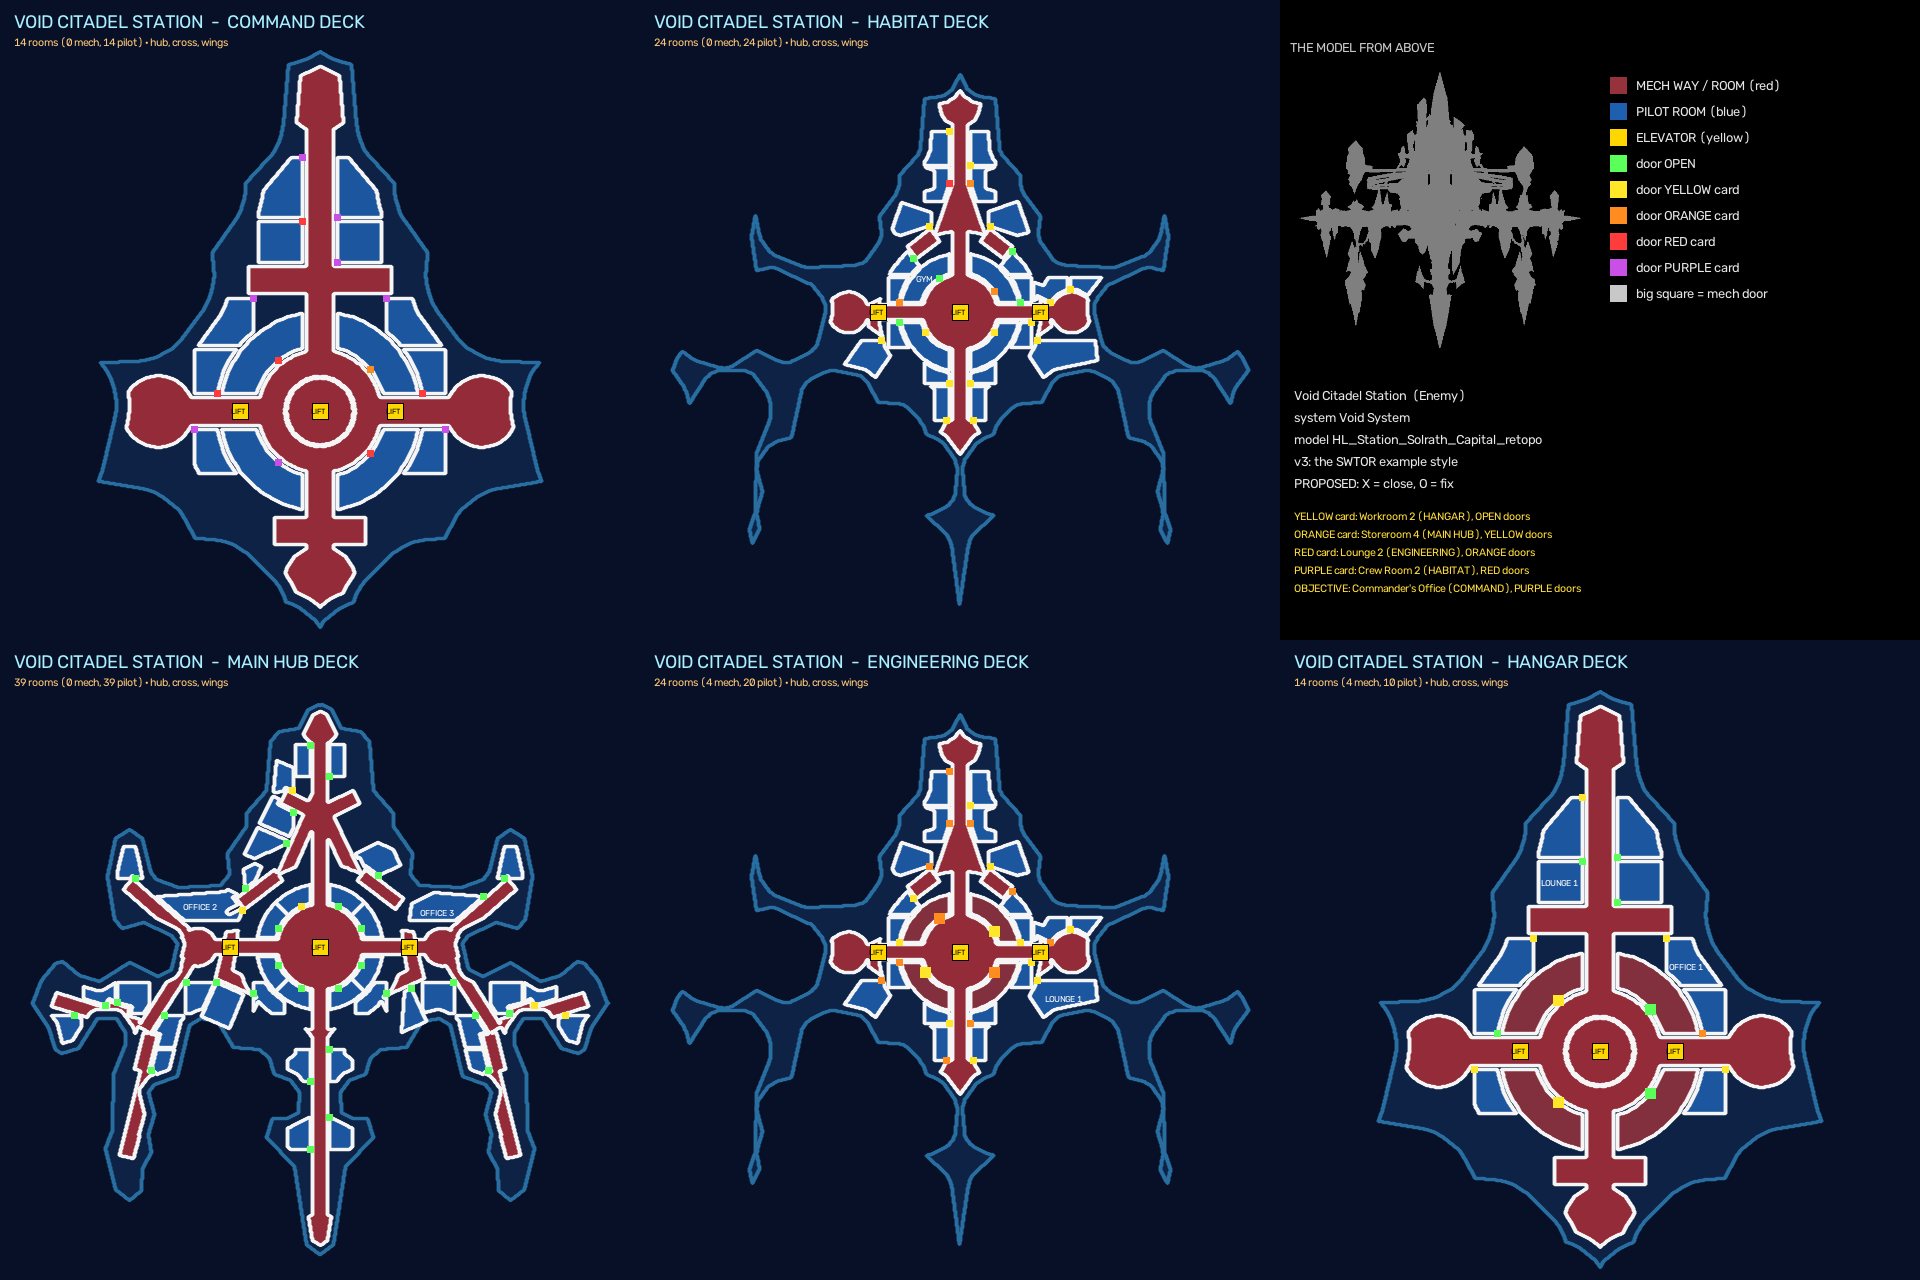 VOID CITADEL STATION - COMMAND DECK
14 rooms (0 mech, 14 pilot) • hub, cross, wings
LIFT
LIFT
LIFT
VOID CITADEL STATION - HABITAT DECK
24 rooms (0 mech, 24 pilot) • hub, cross, wings
GYM
LIFT
LIFT
LIFT
THE MODEL FROM ABOVE
MECH WAY / ROOM (red)
PILOT ROOM (blue)
ELEVATOR (yellow)
door OPEN
door YELLOW card
door ORANGE card
door RED card
door PURPLE card
big square = mech door
Void Citadel Station (Enemy)
system Void System
model HL_Station_Solrath_Capital_retopo
v3: the SWTOR example style
PROPOSED: X = close, O = fix
YELLOW card: Workroom 2 (HANGAR), OPEN doors
ORANGE card: Storeroom 4 (MAIN HUB), YELLOW doors
RED card: Lounge 2 (ENGINEERING), ORANGE doors
PURPLE card: Crew Room 2 (HABITAT), RED doors
OBJECTIVE: Commander's Office (COMMAND), PURPLE doors
VOID CITADEL STATION - MAIN HUB DECK
39 rooms (0 mech, 39 pilot) • hub, cross, wings
OFFICE 2
OFFICE 3
LIFT
LIFT
LIFT
VOID CITADEL STATION - ENGINEERING DECK
24 rooms (4 mech, 20 pilot) • hub, cross, wings
LIFT
LIFT
LIFT
LOUNGE 1
VOID CITADEL STATION - HANGAR DECK
14 rooms (4 mech, 10 pilot) • hub, cross, wings
LOUNGE 1
OFFICE 1
LIFT
LIFT
LIFT